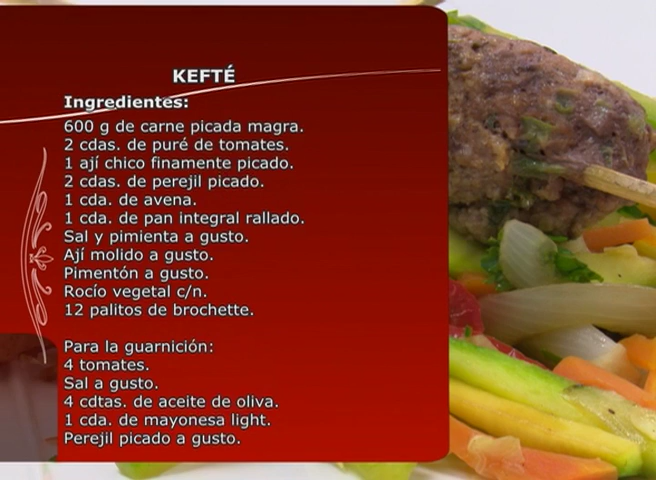 KEFTÉ
Ingredientes:
600 g de carne picada magra.
2 cdas. de puré de tomates.
1 ají chico finamente picado.
2 cdas. de perejil picado.
1 cda. de avena.
1 cda. de pan integral rallado.
Sal y pimienta a gusto.
Ají molido a gusto.
Pimentón a gusto.
Rocío vegetal c/n.
12 palitos de brochette.
Para la guarnición:
4 tomates.
Sal a gusto.
4 cdtas. de aceite de oliva.
1 cda. de mayonesa light.
Perejil picado a gusto.